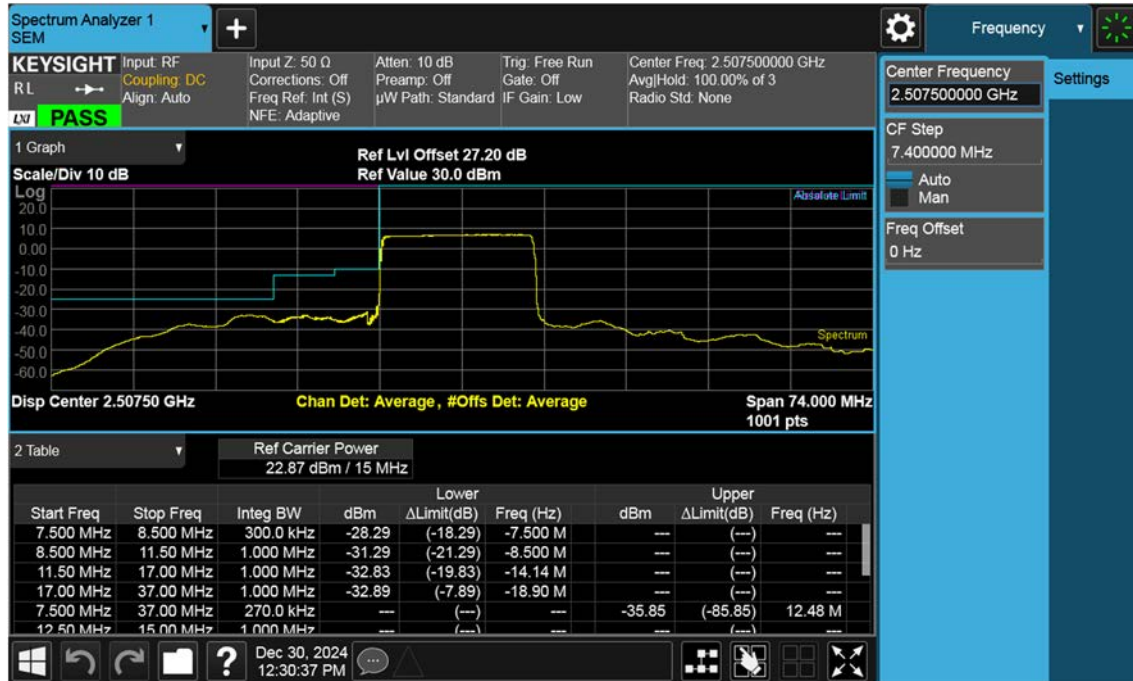 Spectrum Analyzer 1
SEM
Frequency
KEYSIGHT
R L
LXI
PASS
Input: RF
Coupling: DC
Align: Auto
Input Z: 50 Ω
Corrections: Off
Freq Ref: Int (S)
NFE: Adaptive
Atten: 10 dB
Preamp: Off
µW Path: Standard
Trig: Free Run
Gate: Off
IF Gain: Low
Center Freq: 2.507500000 GHz
Avg|Hold: 100.00% of 3
Radio Std: None
Center Frequency
2.507500000 GHz
Settings
CF Step
7.400000 MHz
Auto
Man
Freq Offset
0 Hz
1 Graph
Scale/Div 10 dB
Ref Lvl Offset 27.20 dB
Ref Value 30.0 dBm
Log
20.0
10.0
0.00
-10.0
-20.0
-30.0
-40.0
-50.0
-60.0
Spectrum
Disp Center 2.50750 GHz
Chan Det: Average, #Offs Det: Average
Span 74.000 MHz
1001 pts
2 Table
Ref Carrier Power
22.87 dBm / 15 MHz
Lower Upper
Start Freq Stop Freq Integ BW dBm ΔLimit(dB) Freq (Hz) dBm ΔLimit(dB) Freq (Hz)
7.500 MHz 8.500 MHz 300.0 kHz -28.29 (-18.29) -7.500 M --- (---) ---
8.500 MHz 11.50 MHz 1.000 MHz -31.29 (-21.29) -8.500 M --- (---) ---
11.50 MHz 17.00 MHz 1.000 MHz -32.83 (-19.83) -14.14 M --- (---) ---
17.00 MHz 37.00 MHz 1.000 MHz -32.89 (-7.89) -18.90 M --- (---) ---
7.500 MHz 37.00 MHz 270.0 kHz --- (---) --- -35.85 (-85.85) 12.48 M
12.50 MHz 15.00 MHz 1.000 MHz --- (---) --- --- (---) ---
Dec 30, 2024
12:30:37 PM